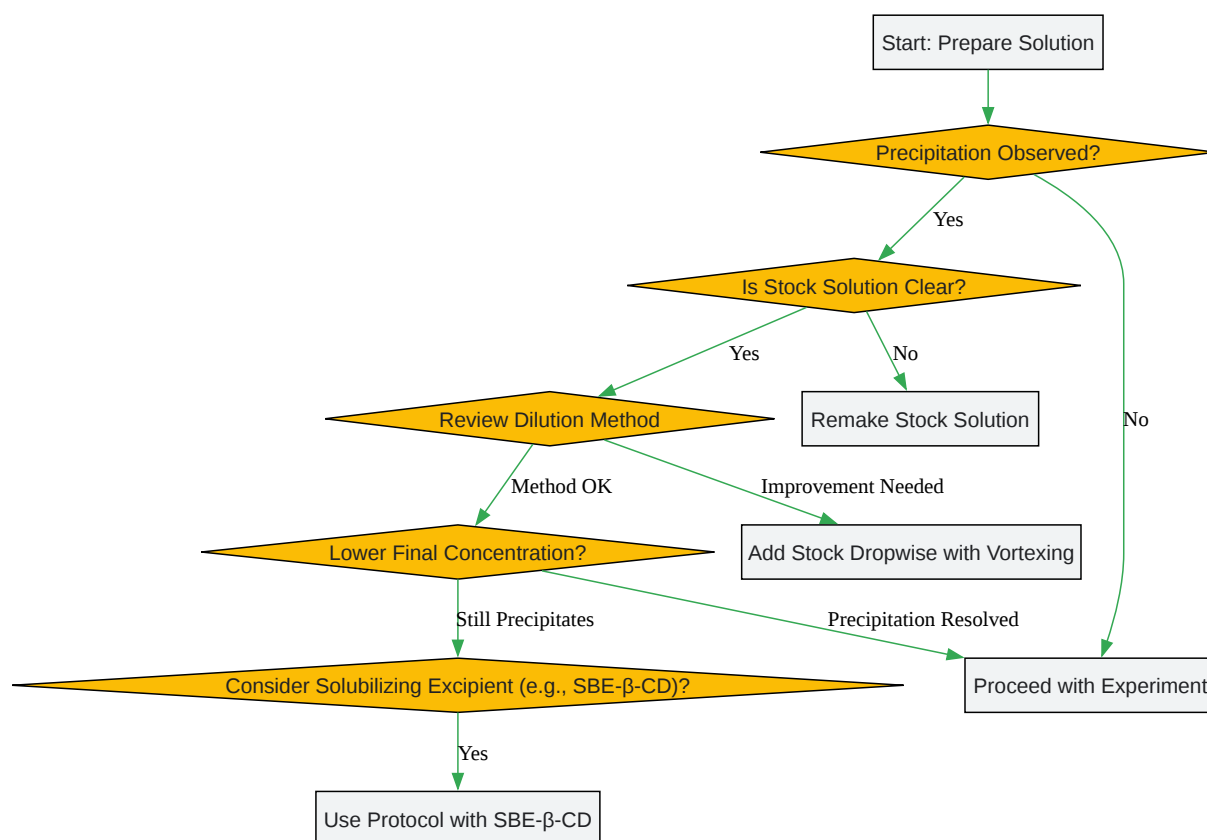 Start: Prepare Solution
Precipitation Observed?
Yes
Is Stock Solution Clear?
Yes
No
Review Dilution Method
Remake Stock Solution
No
Method OK
Improvement Needed
Lower Final Concentration?
Add Stock Dropwise with Vortexing
Still Precipitates
Precipitation Resolved
Consider Solubilizing Excipient (e.g., SBE-β-CD)?
Proceed with Experiment
Yes
Use Protocol with SBE-β-CD